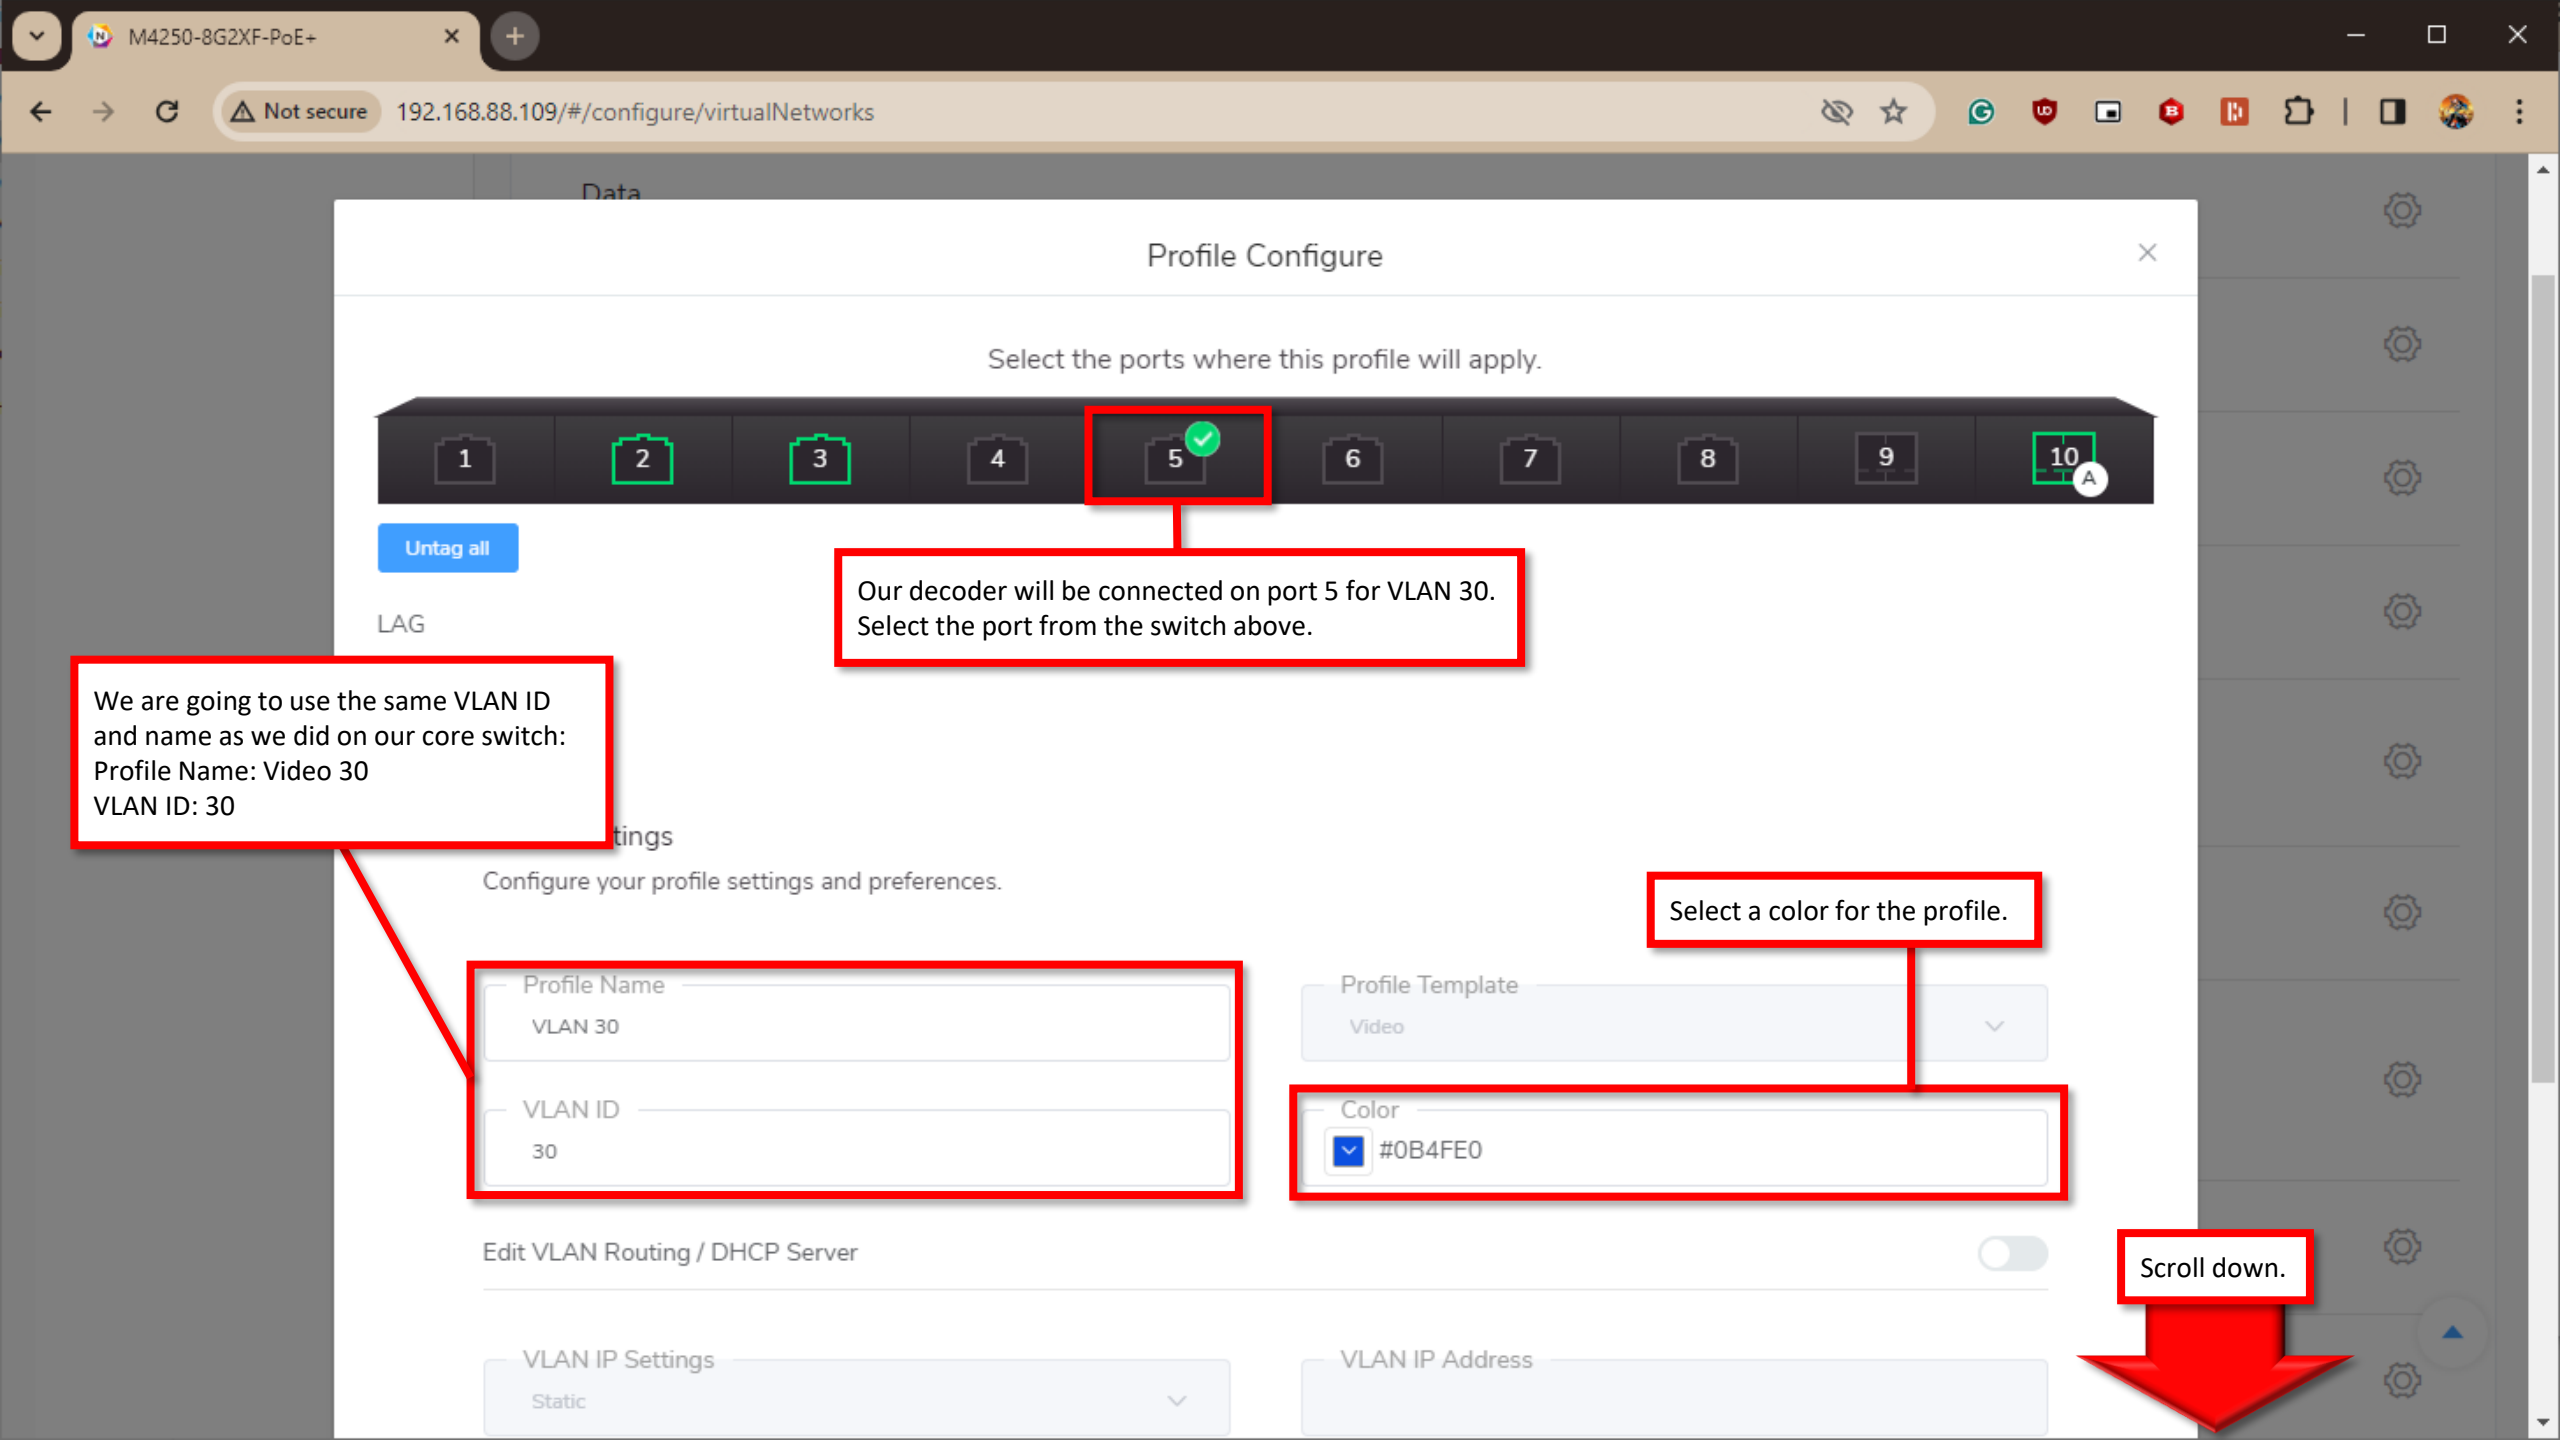 M4250-8G2XF-PoE+
Not secure
192.168.88.109/#/configure/virtualNetworks
Data
Profile Configure
Select the ports where this profile will apply.
1 2 3 4 5 6 7 8 9 10
A
Untag all
Our decoder will be connected on port 5 for VLAN 30.
Select the port from the switch above.
LAG
We are going to use the same VLAN ID
and name as we did on our core switch:
Profile Name: Video 30
VLAN ID: 30
tings
Configure your profile settings and preferences.
Select a color for the profile.
Profile Name
VLAN 30
Profile Template
Video
VLAN ID
30
Color
#0B4FE0
Edit VLAN Routing / DHCP Server
Scroll down.
VLAN IP Settings
Static
VLAN IP Address